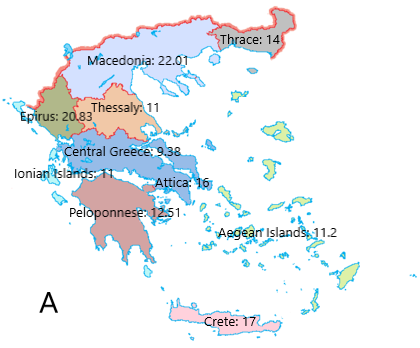 Thrace: 14
Macedonia: 22.01
Thessaly: 11
Epirus: 20.83
Central Greece: 9.38
Ionian Islands: 11
Attica: 16
Peloponnese: 12.51
Aegean Islands: 11.2
A
Crete: 17